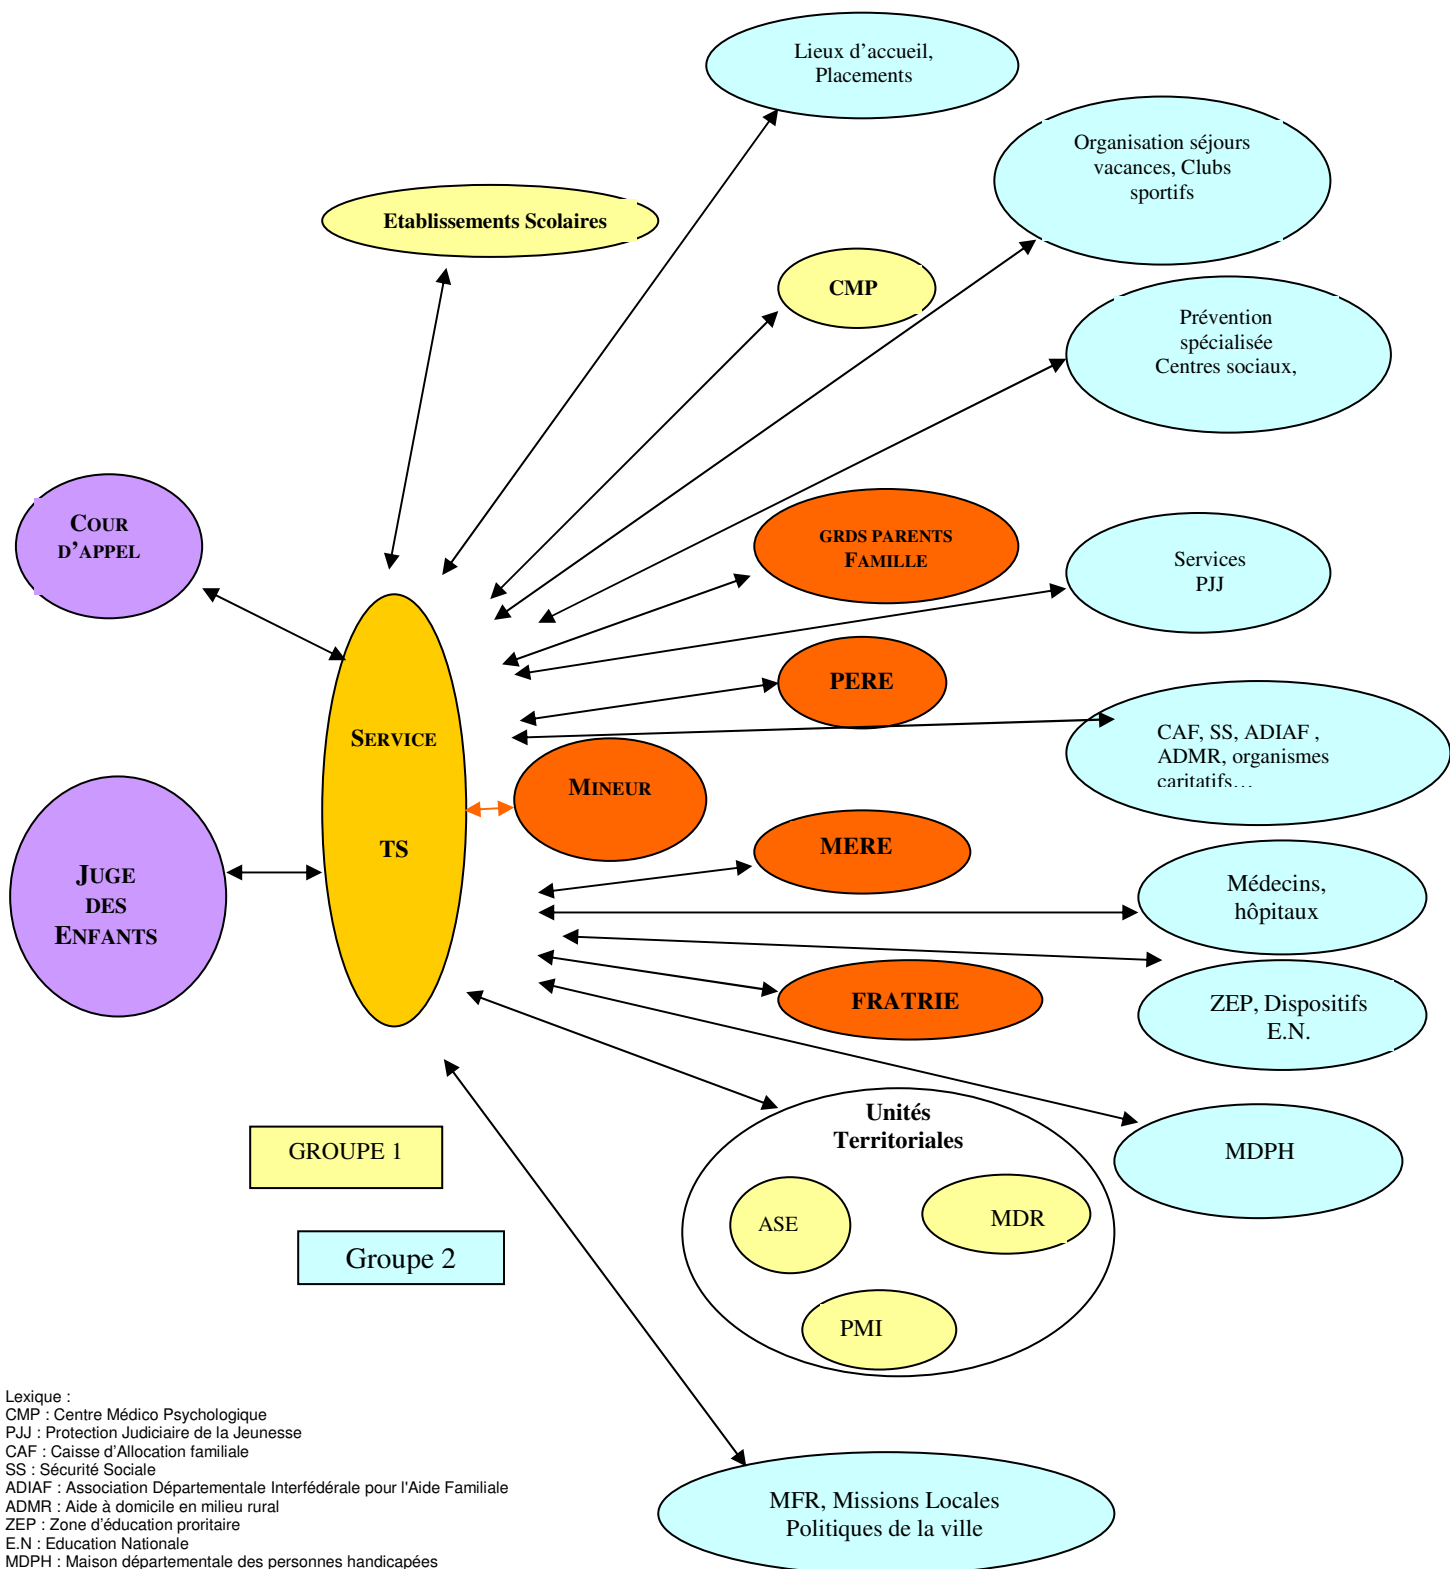 Lieux d’accueil,
Placements
Organisation séjours
vacances, Clubs
sportifs
Etablissements Scolaires
CMP
Prévention
spécialisée
Centres sociaux,
COUR
D’APPEL
GRDS PARENTS
FAMILLE
Services
PJJ
PERE
SERVICE
TS
CAF, SS, ADIAF ,
ADMR, organismes
caritatifs…
MINEUR
MERE
JUGE
DES
ENFANTS
Médecins,
hôpitaux
FRATRIE
ZEP, Dispositifs
E.N.
Unités
Territoriales
GROUPE 1
MDPH
ASE
MDR
Groupe 2
PMI
Lexique :
CMP : Centre Médico Psychologique
PJJ : Protection Judiciaire de la Jeunesse
CAF : Caisse d’Allocation familiale
SS : Sécurité Sociale
ADIAF : Association Départementale Interfédérale pour l'Aide Familiale
ADMR : Aide à domicile en milieu rural
ZEP : Zone d’éducation proritaire
E.N : Education Nationale
MDPH : Maison départementale des personnes handicapées
MFR, Missions Locales
Politiques de la ville